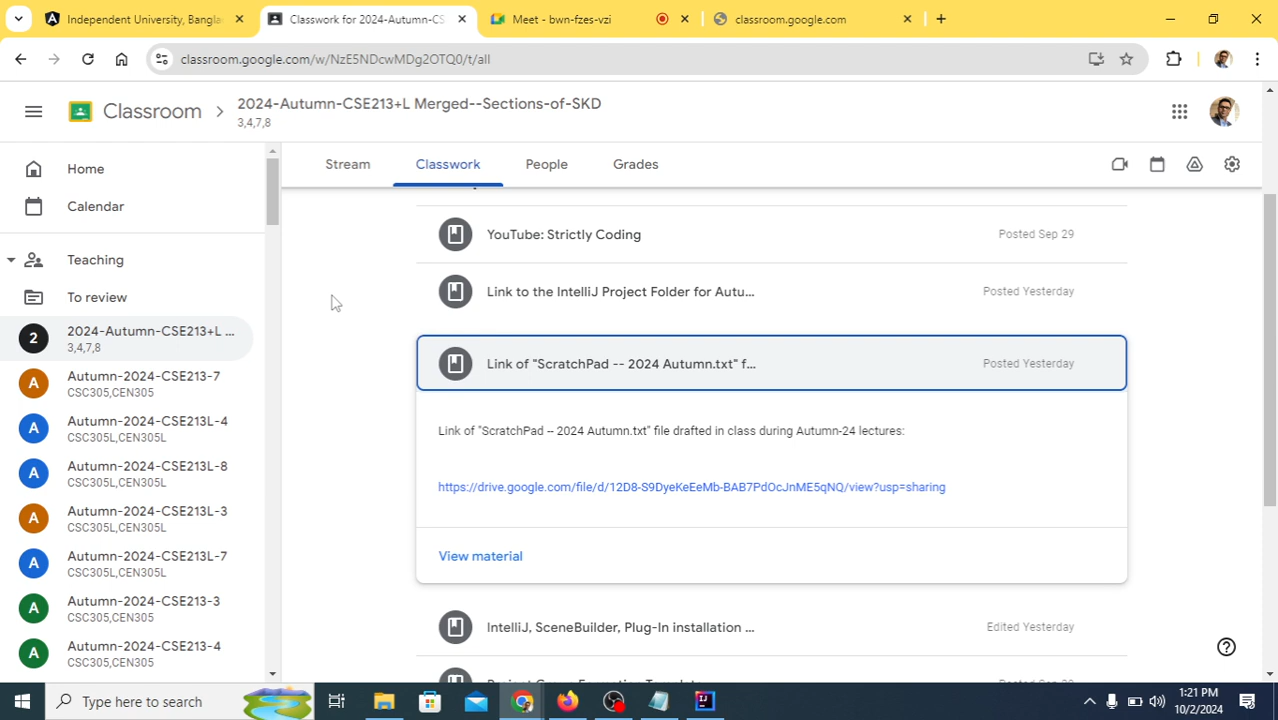 Independent University, Bangla
Classwork for 2024-Autumn-CS
Meet - bwn-fzes-vzi
classroom.google.com
classroom.google.com/w/NzE5NDcwMDg2OTQ0/t/all
Classroom
2024-Autumn-CSE213+L Merged--Sections-of-SKD
3,4,7,8
Stream
Classwork
People
Grades
Home
Calendar
Teaching
To review
2
2024-Autumn-CSE213+L ...
3,4,7,8
A
Autumn-2024-CSE213-7
CSC305,CEN305
A
Autumn-2024-CSE213L-4
CSC305L,CEN305L
A
Autumn-2024-CSE213L-8
CSC305L,CEN305L
A
Autumn-2024-CSE213L-3
CSC305L,CEN305L
A
Autumn-2024-CSE213L-7
CSC305L,CEN305L
A
Autumn-2024-CSE213-3
CSC305,CEN305
A
Autumn-2024-CSE213-4
CSC305,CEN305
YouTube: Strictly Coding
Posted Sep 29
Link to the IntelliJ Project Folder for Autu...
Posted Yesterday
Link of "ScratchPad -- 2024 Autumn.txt" f...
Posted Yesterday
Link of "ScratchPad -- 2024 Autumn.txt" file drafted in class during Autumn-24 lectures:
https://drive.google.com/file/d/12D8-S9DyeKeEeMb-BAB7PdOcJnME5qNQ/view?usp=sharing
View material
IntelliJ, SceneBuilder, Plug-In installation ...
Edited Yesterday
Type here to search
1:21 PM
10/2/2024